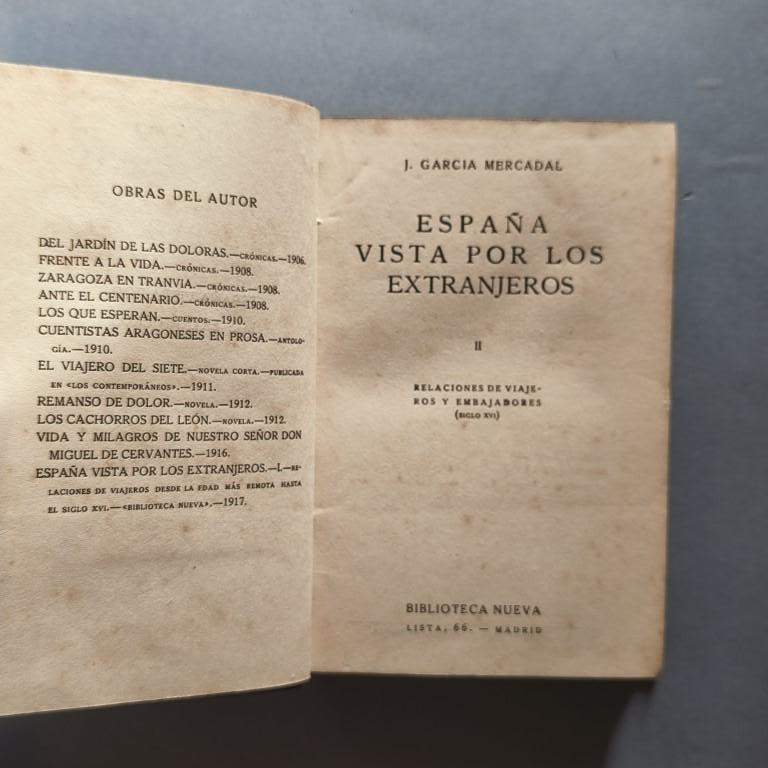 OBRAS DEL AUTOR
DEL JARDÍN DE LAS DOLORAS.—CRÓNICAS.—1906.
FRENTE A LA VIDA.—CRÓNICAS.—1908.
ZARAGOZA EN TRANVIA.—CRÓNICAS.—1908.
ANTE EL CENTENARIO.—CRÓNICAS.—1908.
LOS QUE ESPERAN.—CUENTOS.—1910.
CUENTISTAS ARAGONESES EN PROSA.—ANTOLO-
GÍA.—1910.
EL VIAJERO DEL SIETE.—NOVELA CORTA.—PUBLICADA
EN «LOS CONTEMPORÁNEOS».—1911.
REMANSO DE DOLOR.—NOVELA.—1912.
LOS CACHORROS DEL LEÓN.—NOVELA.—1912.
VIDA Y MILAGROS DE NUESTRO SEÑOR DON
MIGUEL DE CERVANTES.—1916.
ESPAÑA VISTA POR LOS EXTRANJEROS.—I.—RE-
LACIONES DE VIAJEROS DESDE LA EDAD MÁS REMOTA HASTA
EL SIGLO XVI.—«BIBLIOTECA NUEVA».—1917.
J. GARCIA MERCADAL
ESPAÑA
VISTA POR LOS
EXTRANJEROS
II
RELACIONES DE VIAJE-
ROS Y EMBAJADORES
(SIGLO XVI)
BIBLIOTECA NUEVA
LISTA, 66. — MADRID